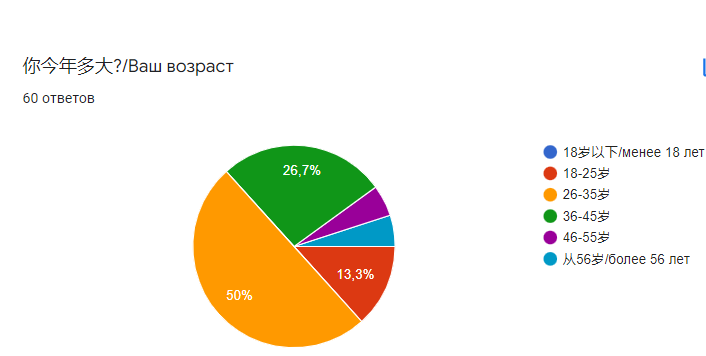 你今年多大?/Ваш возраст
60 ответов
26,7%
13,3%
50%
18岁以下/менее 18 лет
18-25岁
26-35岁
36-45岁
46-55岁
从56岁/более 56 лет